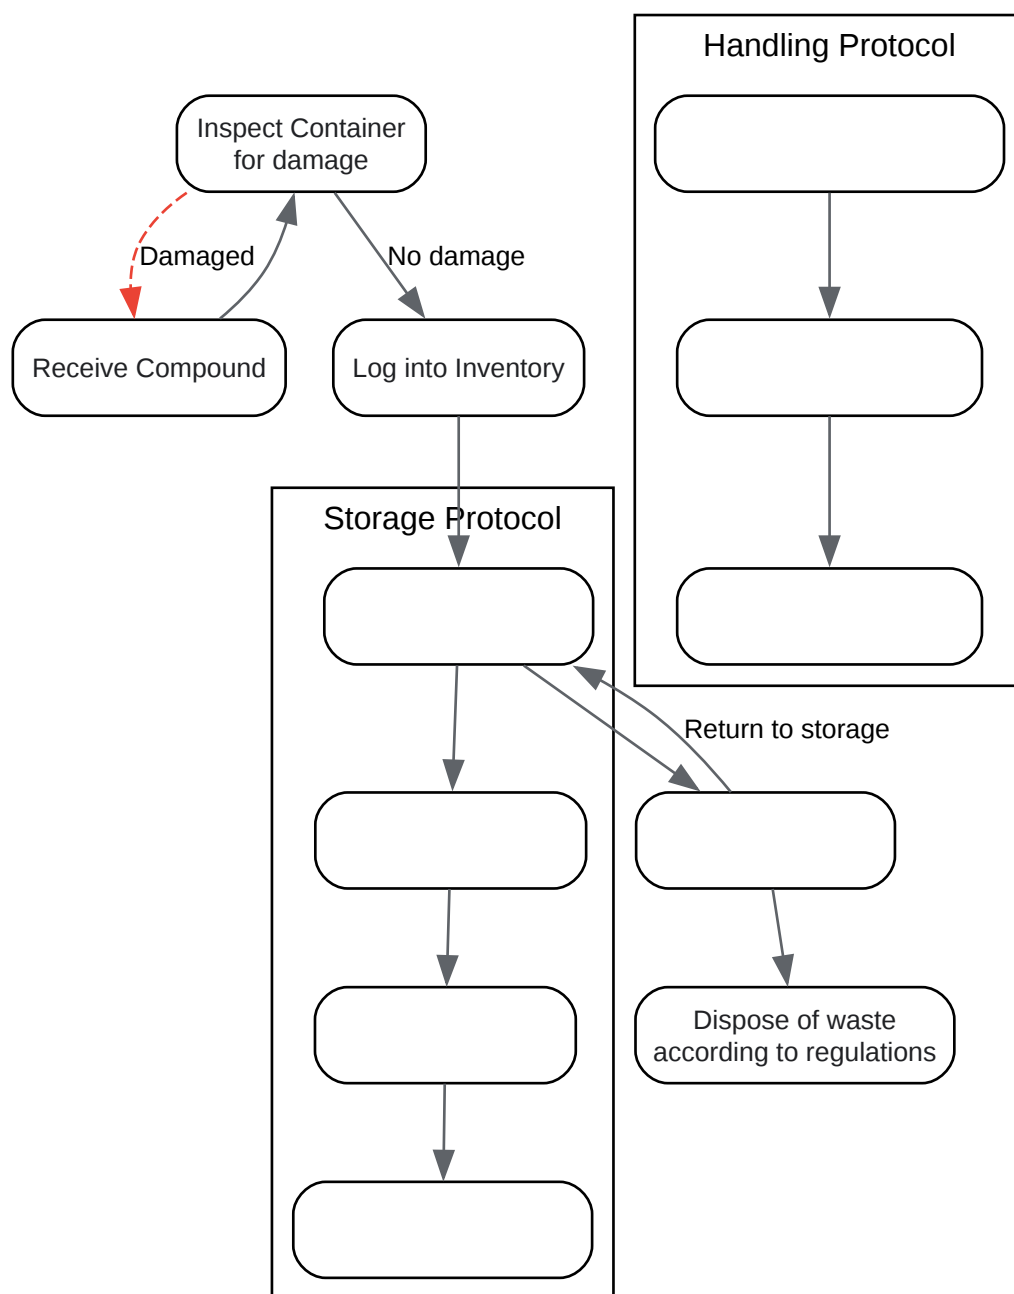 Handling Protocol
Inspect Container
for damage
Damaged
No damage
Receive Compound
Log into Inventory
Storage Protocol
Return to storage
Dispose of waste
according to regulations